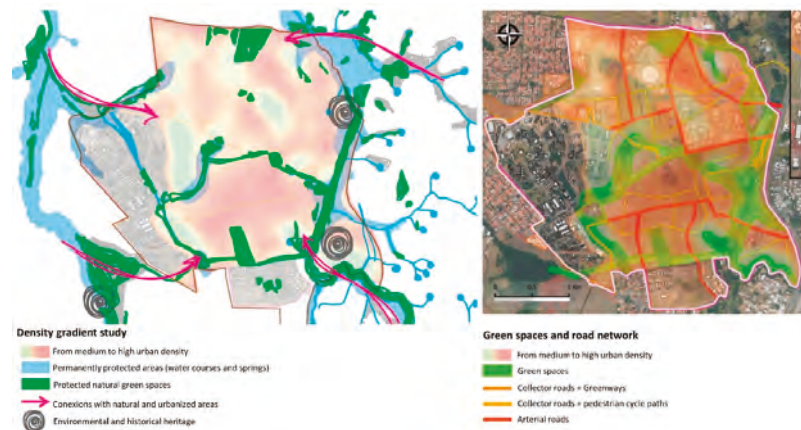 Density gradient study
From medium to high urban density
Permanently protected areas (water courses and springs)
Protected natural green spaces
Conexions with natural and urbanized areas
Environmental and historical heritage
Green spaces and road network
From medium to high urban density
Green spaces
Collector roads + Greenways
Collector roads + pedestrian cycle paths
Arterial roads